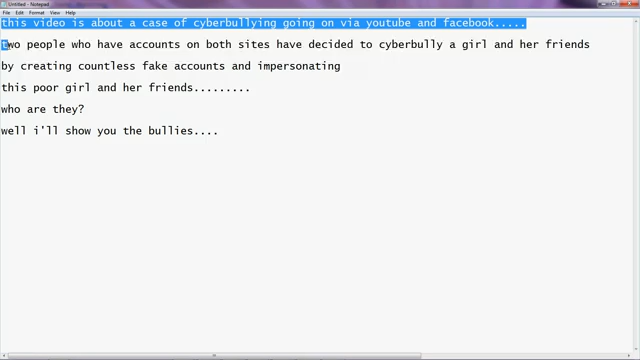 Untitled - Notepad
File Edit Format View Help
this video is about a case of cyberbullying going on via youtube and facebook.....
two people who have accounts on both sites have decided to cyberbully a girl and her friends
by creating countless fake accounts and impersonating
this poor girl and her friends.........
who are they?
well i'll show you the bullies....